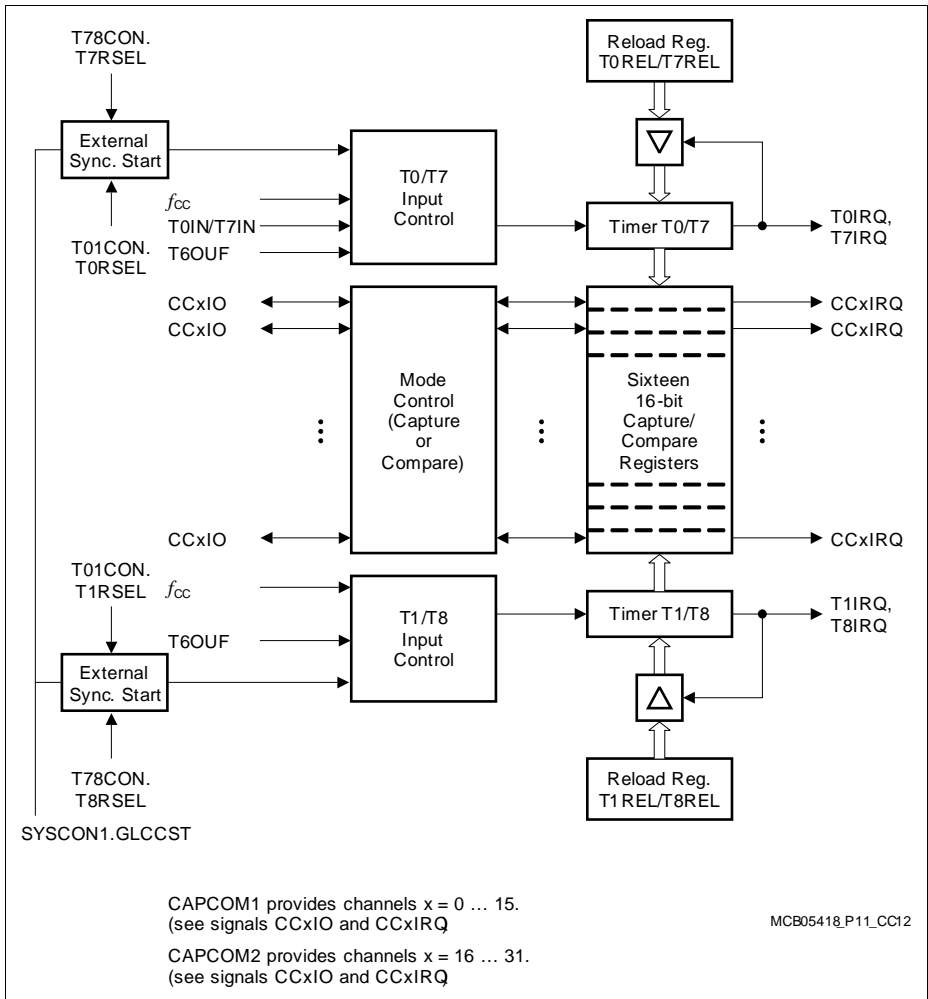 T78CON.
T7RSEL
Reload Reg.
T0REL/T7REL
External
Sync. Start
T0/T7
Input
Control
fCC
T0IN/T7IN
T6OUF
T01CON.
T0RSEL
Timer T0/T7
T0IRQ,
T7IRQ
CCxIO
CCxIO
CCxIRQ
CCxIRQ
Mode
Control
(Capture
or
Compare)
Sixteen
16-bit
Capture/
Compare
Registers
CCxIO
CCxIRQ
T01CON.
T1RSEL
fCC
T6OUF
T1/T8
Input
Control
Timer T1/T8
T1IRQ,
T8IRQ
External
Sync. Start
T78CON.
T8RSEL
Reload Reg.
T1REL/T8REL
SYSCON1.GLCCST
CAPCOM1 provides channels x = 0 … 15.
(see signals CCxIO and CCxIRQ)
MCB05418_P11_CC12
CAPCOM2 provides channels x = 16 … 31.
(see signals CCxIO and CCxIRQ)